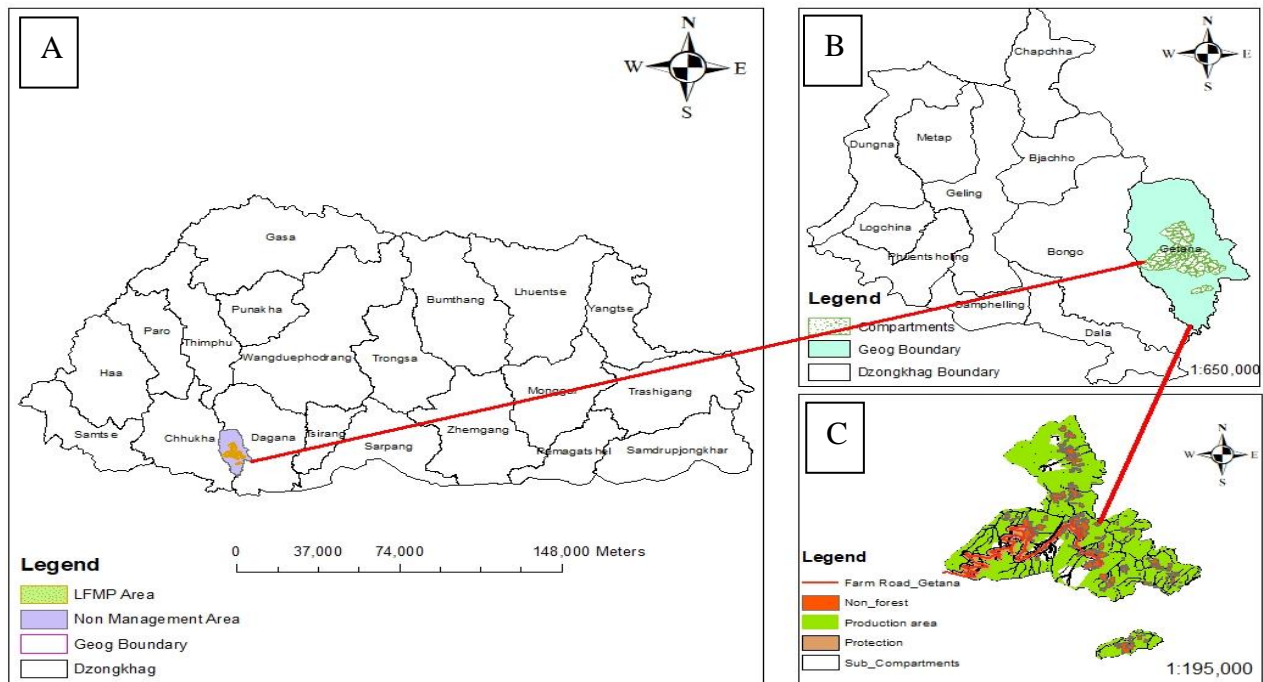 A
N
W
E
S
Gasa
Bumthang
Lhuentse
Yangtse
Punakha
Paro
Thimphu
Wangduephodrang
Trongsa
Haa
Monggar
Trashigang
Samtse
Chhukha
Dagana
Tsirang
Sarpang
Zhemgang
Pemagatshel
Samdrupjongkhar
Legend
LFMP Area
Non Management Area
Geog Boundary
Dzongkhag
0 37,000 74,000 148,000 Meters
B
N
W
E
S
Chapchha
Dungna
Metap
Bjachho
Geling
Logchina
Phuentsholing
Bongo
Getana
Samphelling
Dala
Legend
Compartments
Geog Boundary
Dzongkhag Boundary
1:650,000
C
N
W
E
S
Legend
Farm Road_Getana
Non_forest
Production area
Protection
Sub_Compartments
1:195,000